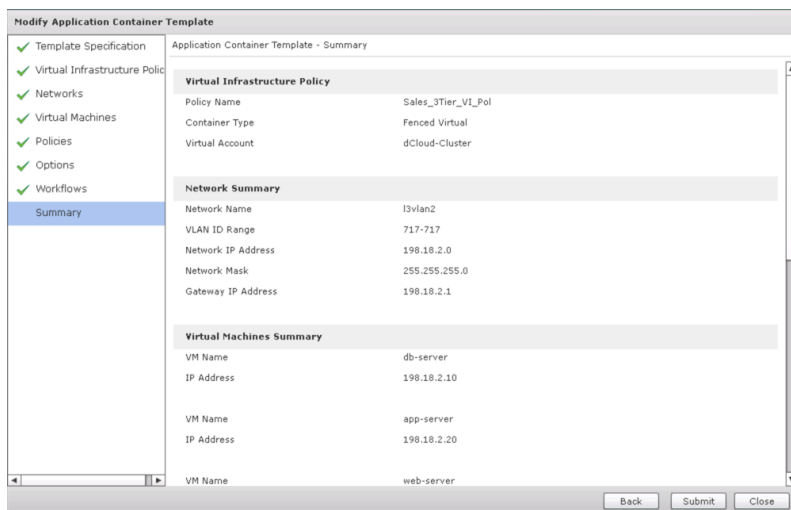 Modify Application Container Template
Template Specification
Virtual Infrastructure Polic
Networks
Virtual Machines
Policies
Options
Workflows
Summary
Application Container Template - Summary
Virtual Infrastructure Policy
Policy Name Sales_3Tier_VI_Pol
Container Type Fenced Virtual
Virtual Account dCloud-Cluster
Network Summary
Network Name l3vlan2
VLAN ID Range 717-717
Network IP Address 198.18.2.0
Network Mask 255.255.255.0
Gateway IP Address 198.18.2.1
Virtual Machines Summary
VM Name db-server
IP Address 198.18.2.10
VM Name app-server
IP Address 198.18.2.20
VM Name web-server
Back Submit Close